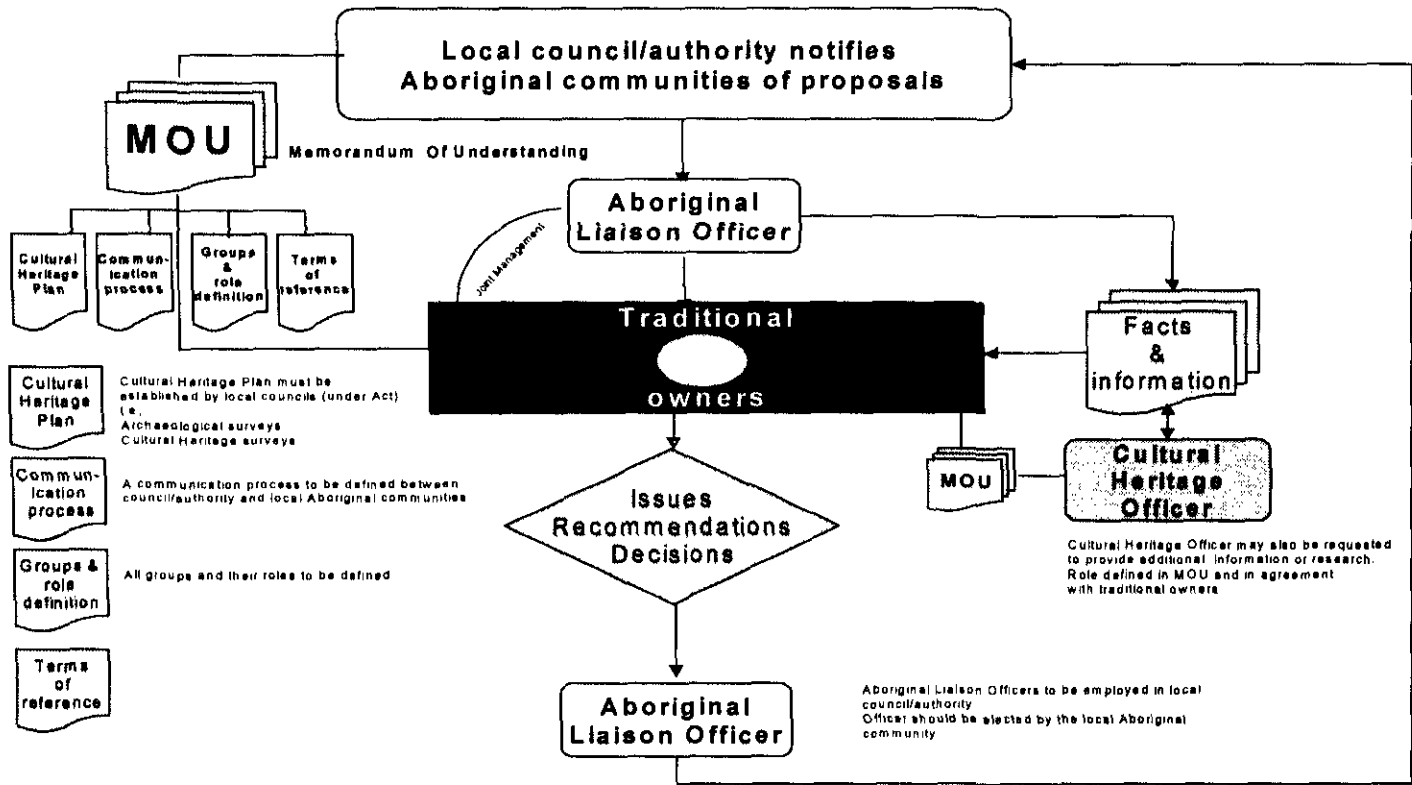 Local council/authority notifies
Aboriginal communities of proposals
MOU
Memorandum Of Understanding
Cultural
Heritage
Plan
Commun-
ication
process
Groups
&
role
definition
Terms
of
reference
Aboriginal
Liaison Officer
Joint Management
Traditional
owners
Facts
&
information
Cultural
Heritage
Plan
Cultural Heritage Plan must be
established by local councils (under Act)
i.e.
Archaeological surveys
Cultural Heritage surveys
Commun-
ication
process
A communication process to be defined between
council/authority and local Aboriginal communities
Groups &
role
definition
All groups and their roles to be defined
Terms
of
reference
Issues
Recommendations
Decisions
MOU
Cultural
Heritage
Officer
Cultural Heritage Officer may also be requested
to provide additional information or research.
Role defined in MOU and in agreement
with traditional owners
Aboriginal
Liaison Officer
Aboriginal Liaison Officers to be employed in local
council/authority
Officer should be elected by the local Aboriginal
community